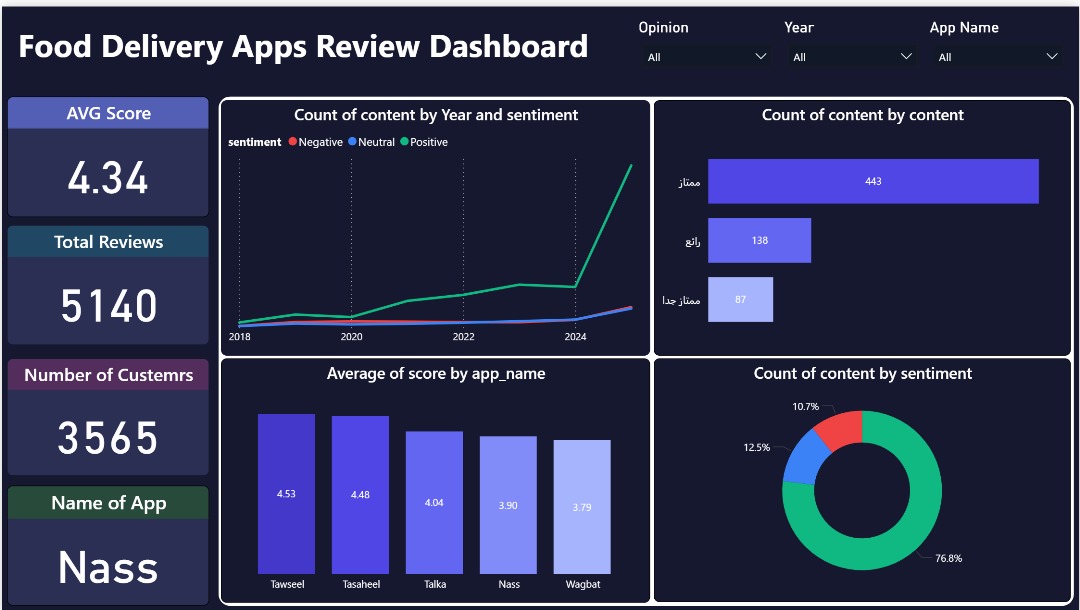 Food Delivery Apps Review Dashboard
Opinion
All
Year
All
App Name
All
AVG Score
4.34
Total Reviews
5140
Number of Custemrs
3565
Name of App
Nass
Count of content by Year and sentiment
sentiment Negative Neutral Positive
2018 2020 2022 2024
Count of content by content
ممتاز 443
رائع 138
ممتاز جدا 87
Average of score by app_name
4.53 4.48 4.04 3.90 3.79
Tawseel Tasaheel Talka Nass Wagbat
Count of content by sentiment
10.7%
12.5%
76.8%